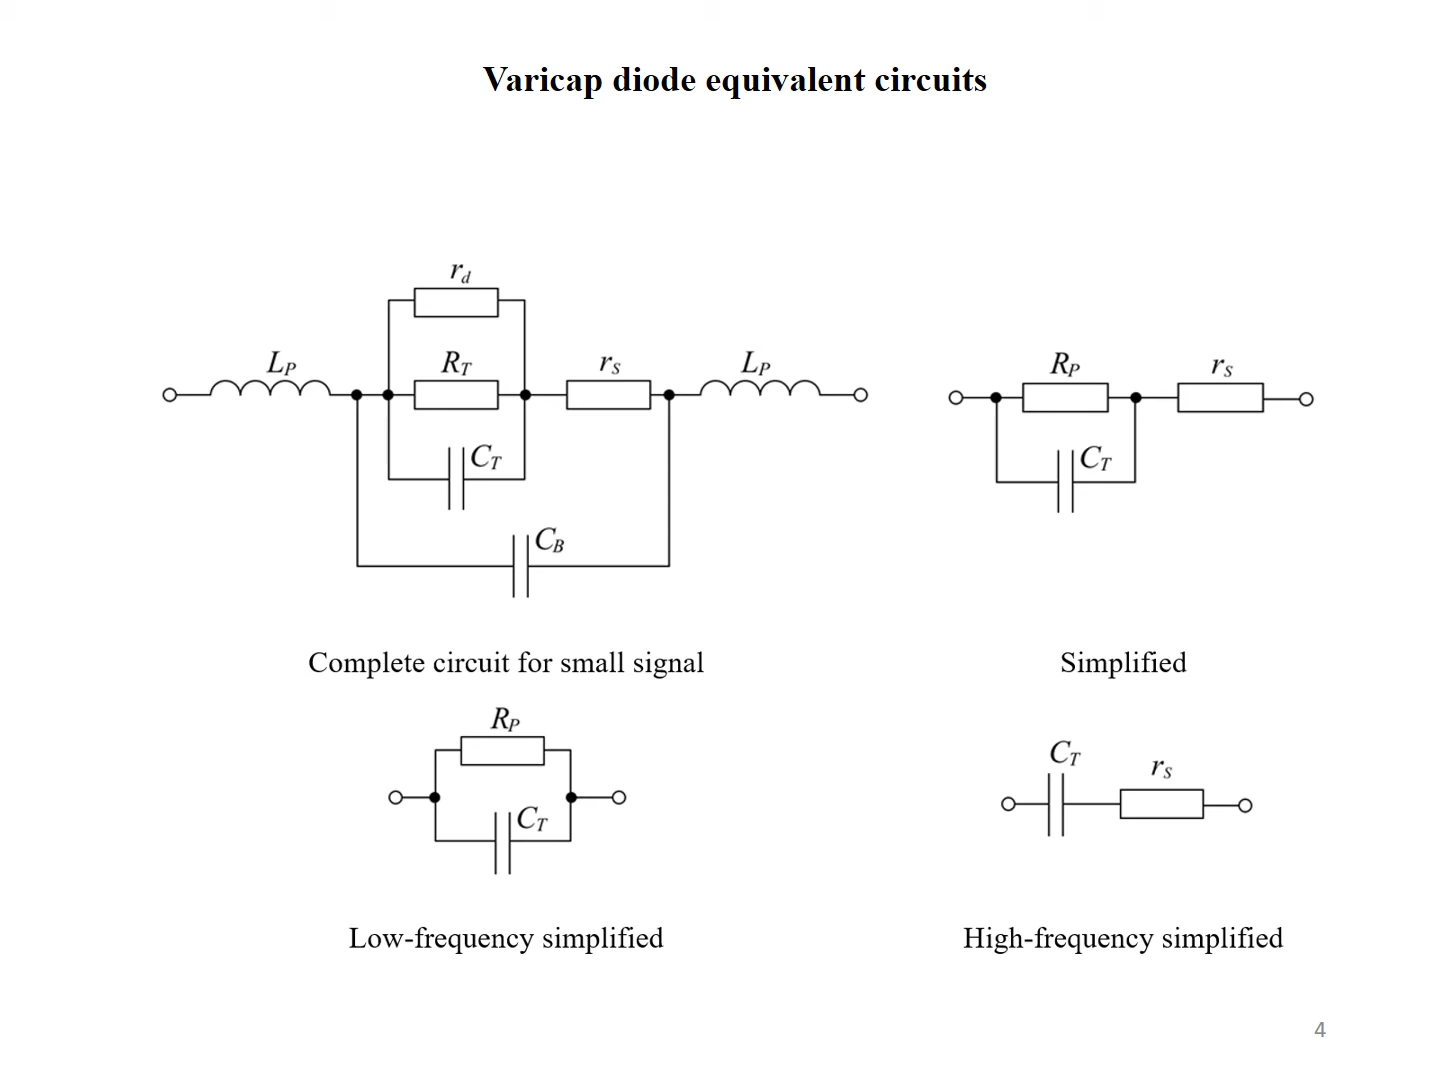 Varicap diode equivalent circuits
r_d
L_P R_T r_S L_P
C_T
C_B
R_P r_S
C_T
Complete circuit for small signal
Simplified
R_P
C_T
C_T r_S
Low-frequency simplified
High-frequency simplified
4